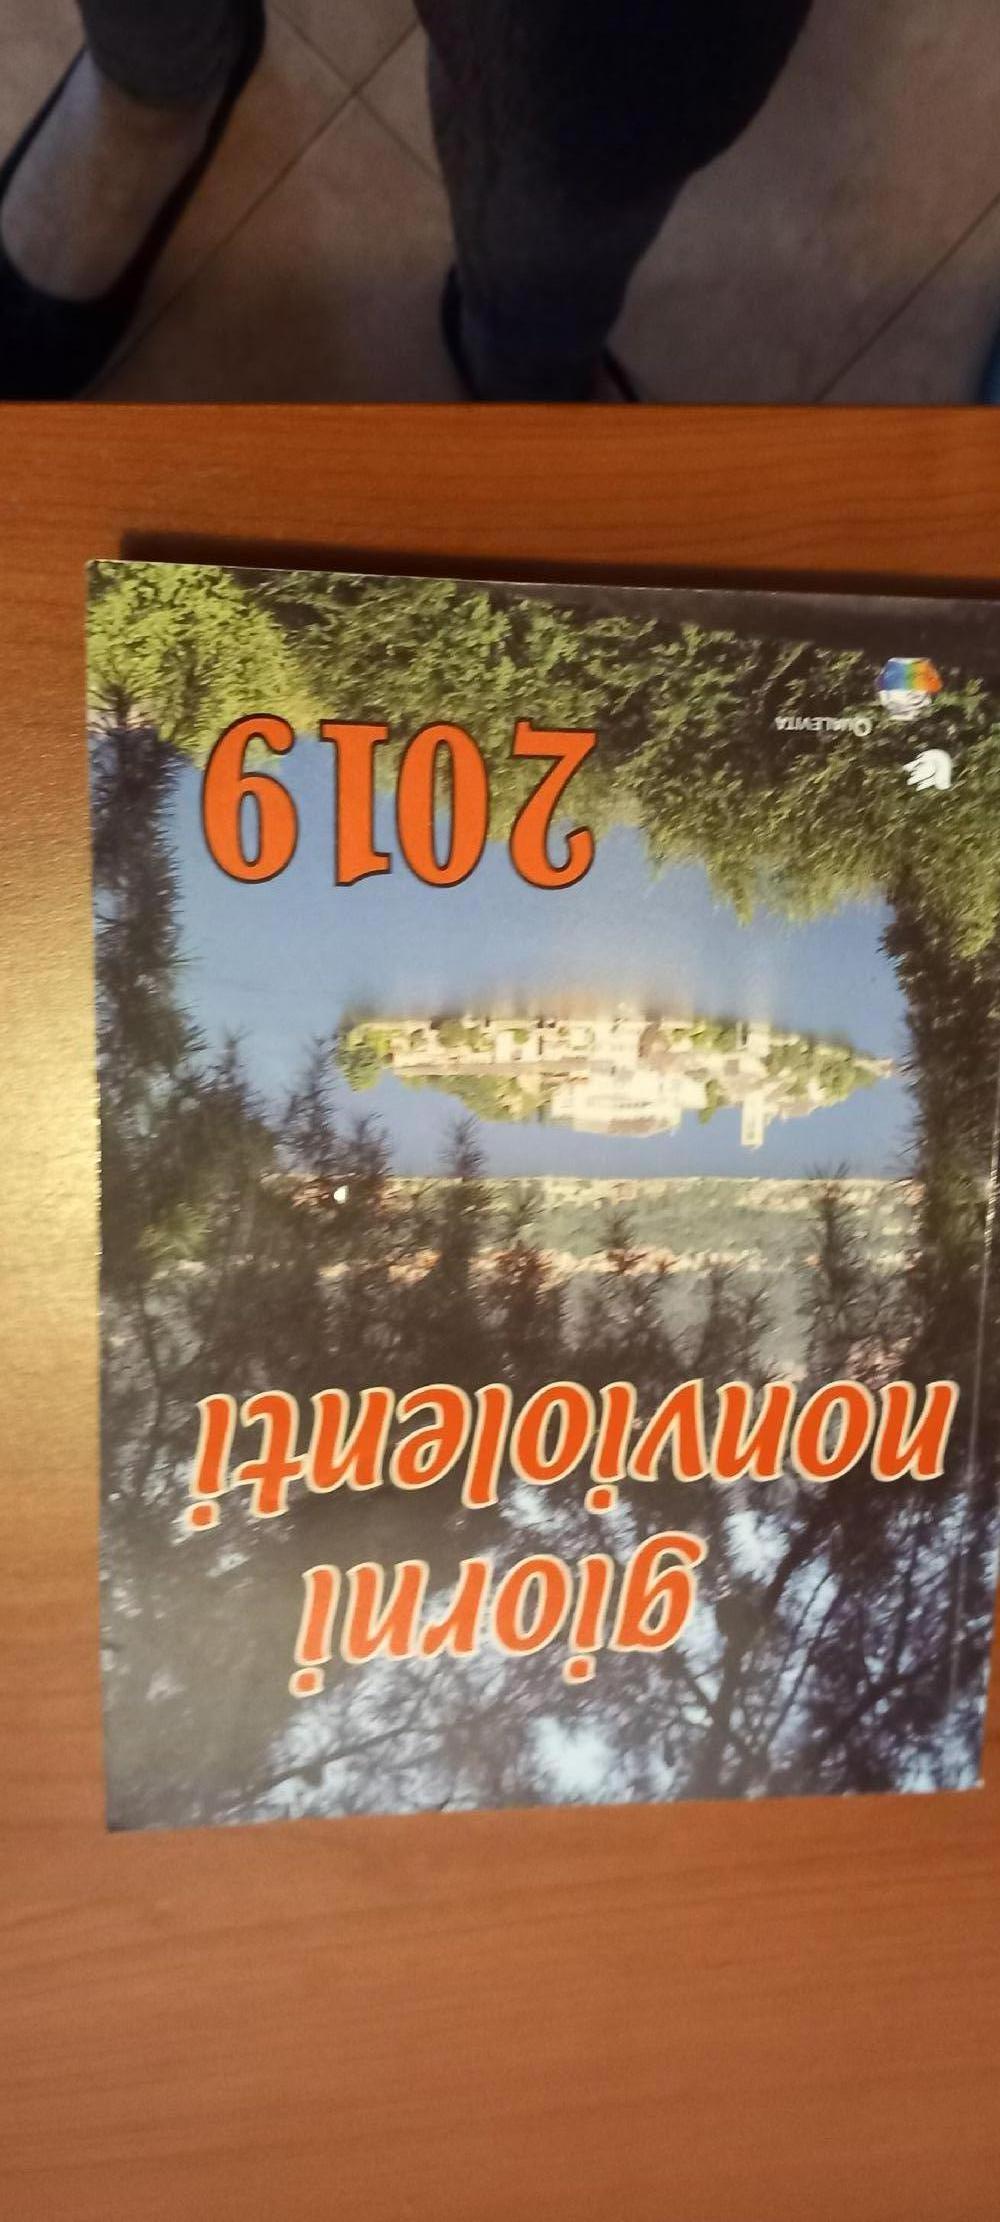 giorni
nonviolenti
2019
QUALEVITA